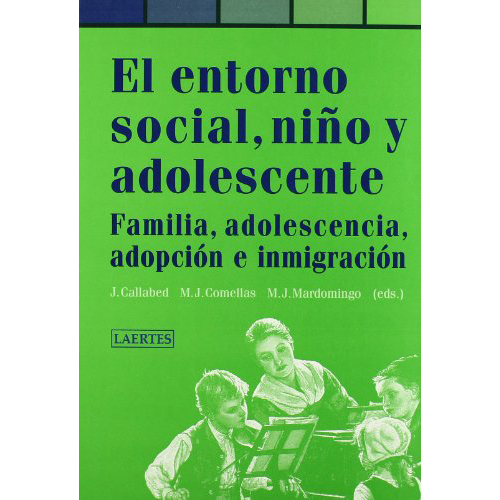 El entorno
social, niño y
adolescente
Familia, adolescencia,
adopción e inmigración
J. Callabed M. J. Comellas M. J. Mardomingo (eds.)
LAERTES